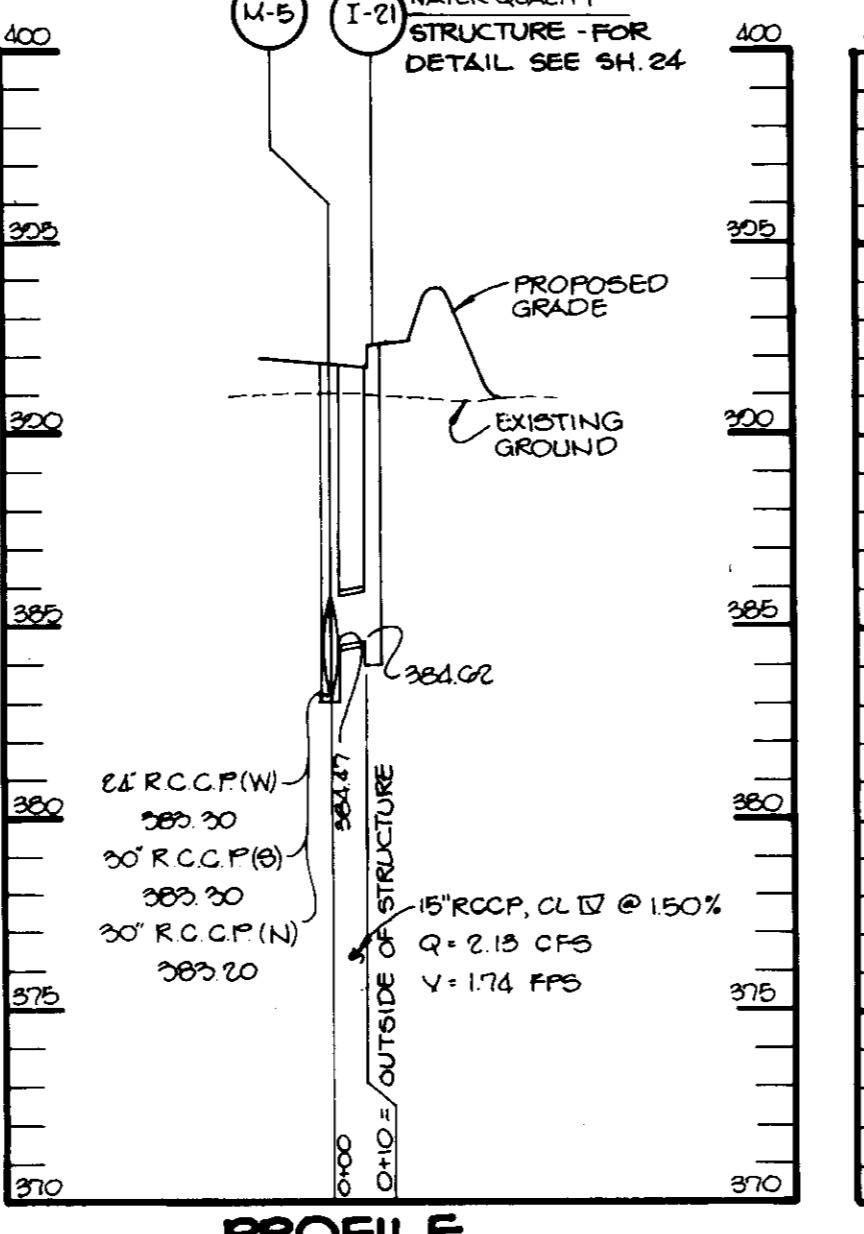 M-5
I-21
WATER QUALITY
STRUCTURE - FOR
DETAIL SEE SH. 24
400
400
395
395
PROPOSED
GRADE
390
390
EXISTING
GROUND
385
385
384.62
384.47
24" R.C.C.P. (W)
383.30
30" R.C.C.P. (S)
383.30
30" R.C.C.P. (N)
383.20
380
380
15" RCCP, CL IV @ 1.50%
Q = 2.13 CFS
V = 1.74 FPS
375
375
0+00
0+10 = OUTSIDE OF STRUCTURE
370
370
PROFILE